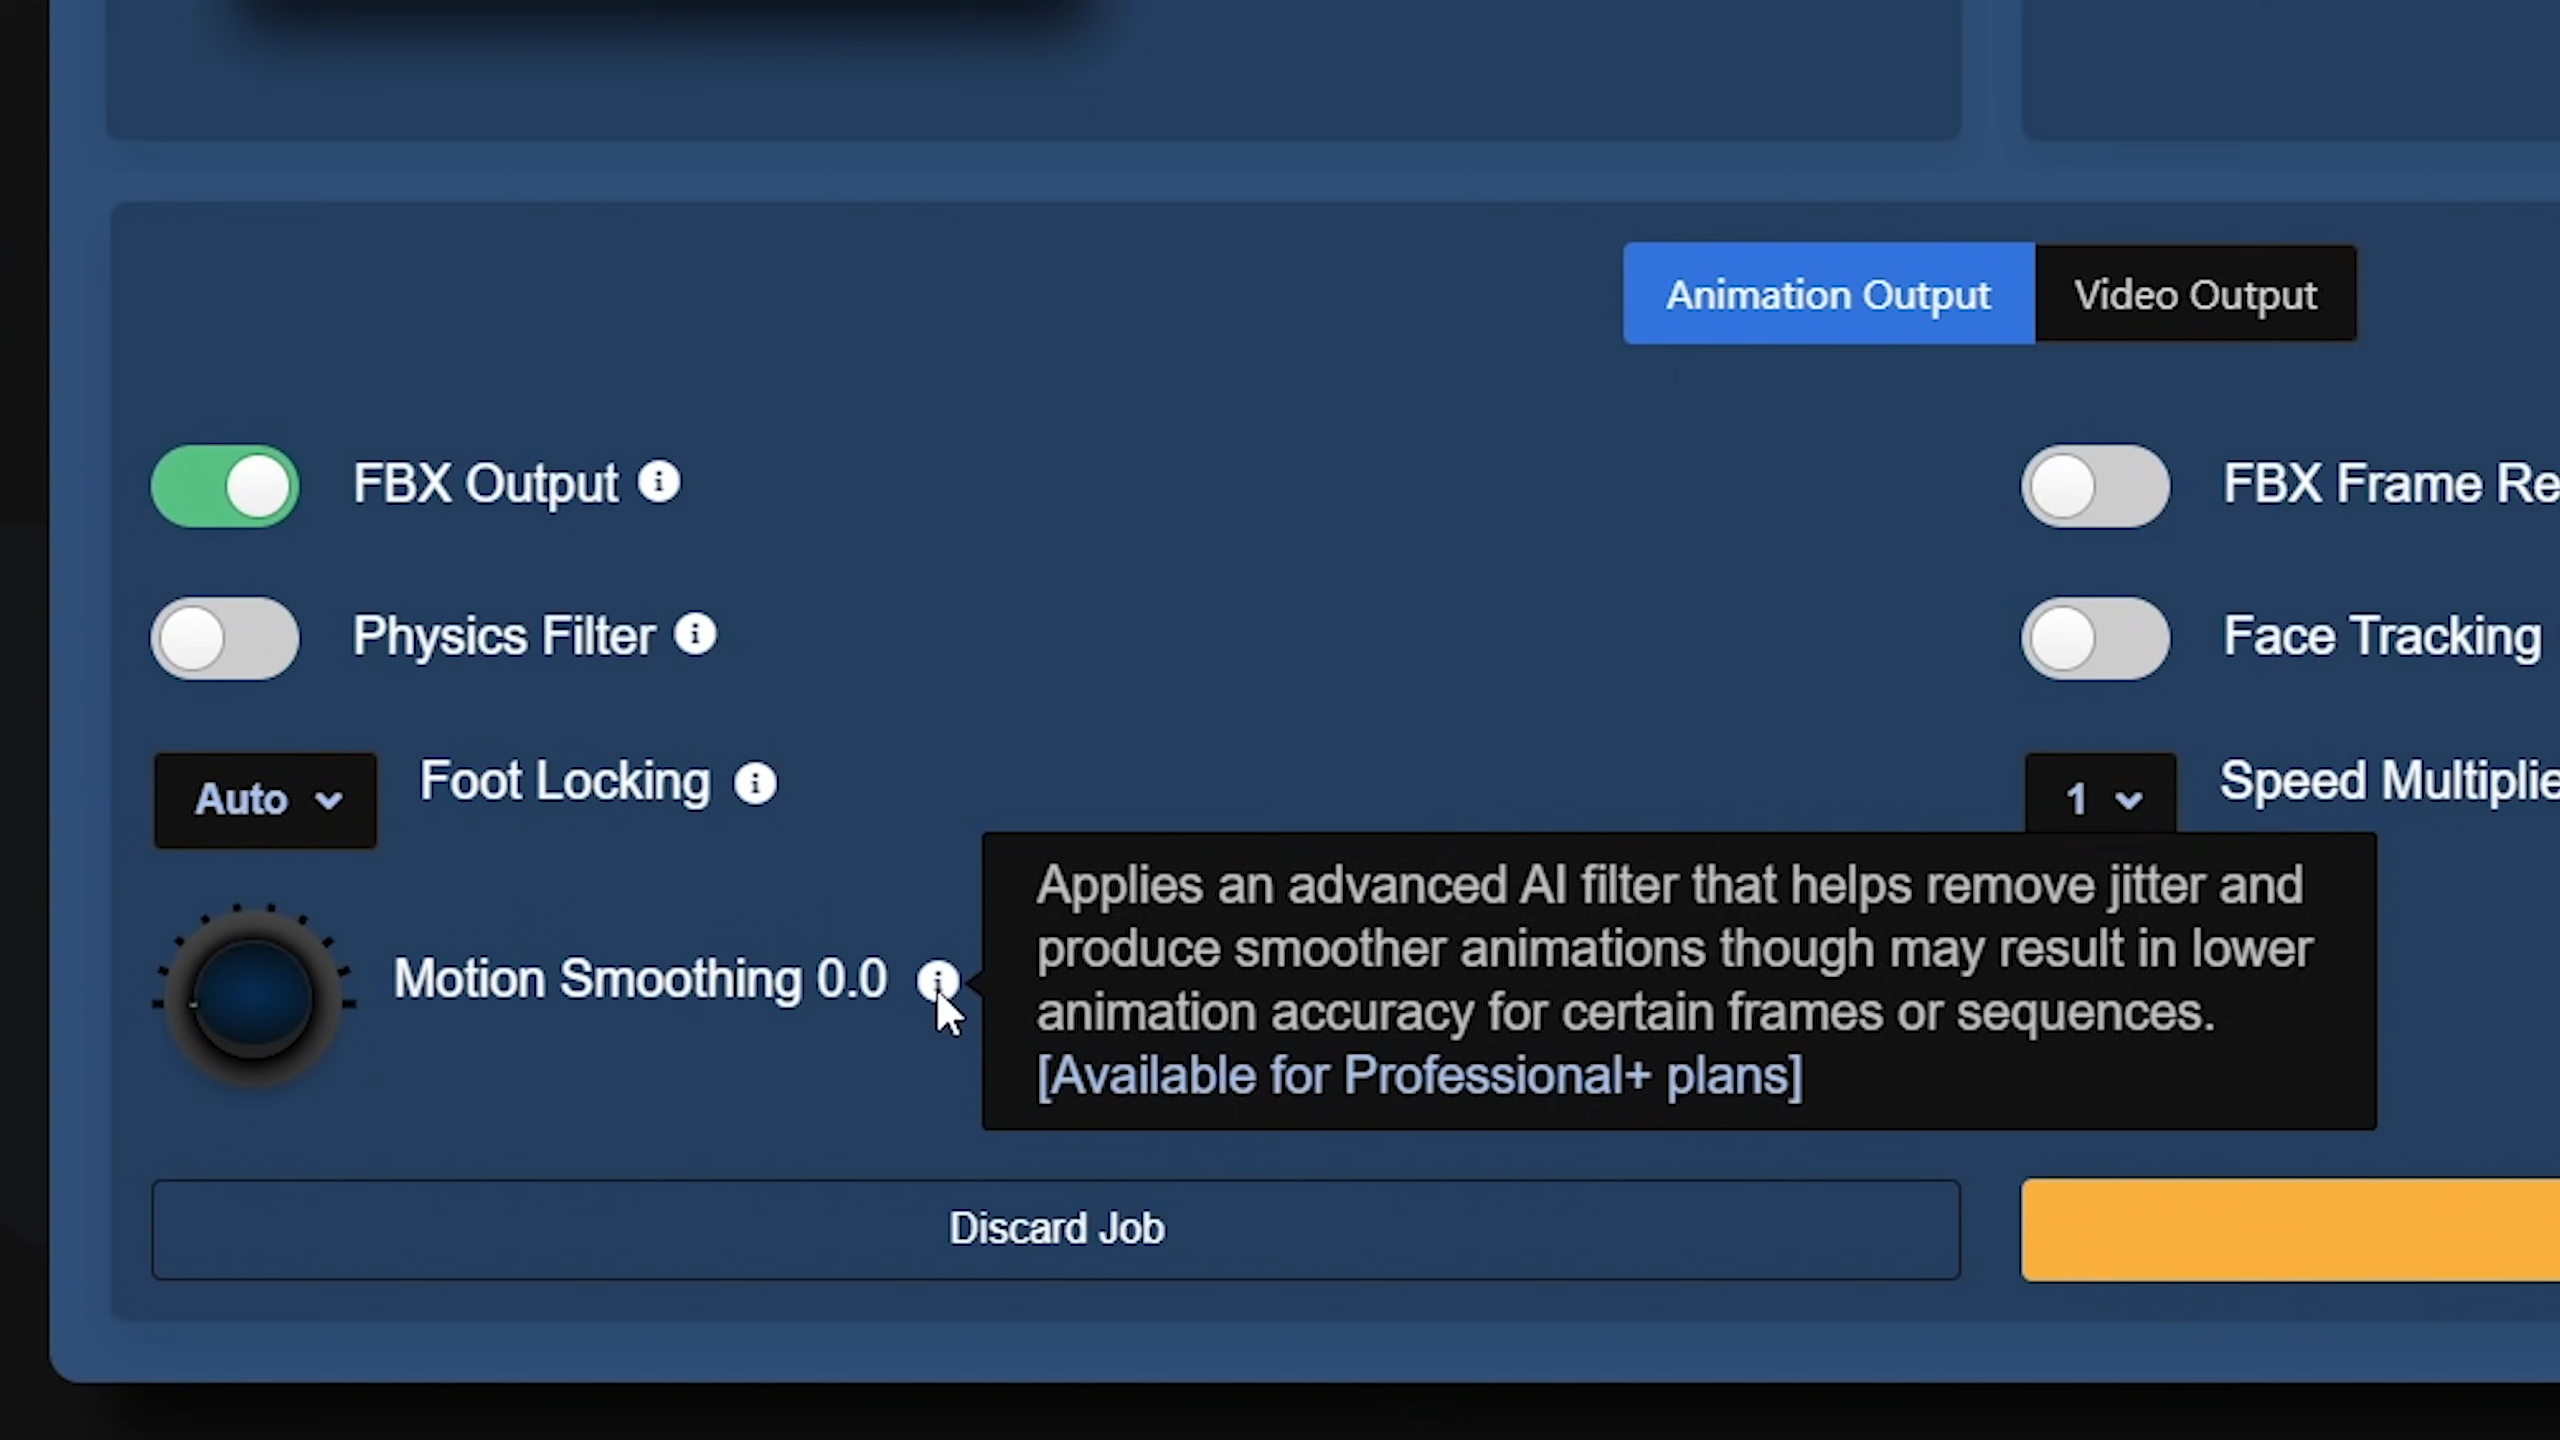 Animation Output
Video Output
FBX Output
FBX Frame Re
Physics Filter
Face Tracking
Auto
Foot Locking
1
Speed Multiplie
Motion Smoothing 0.0
Applies an advanced AI filter that helps remove jitter and
produce smoother animations though may result in lower
animation accuracy for certain frames or sequences.
[Available for Professional+ plans]
Discard Job